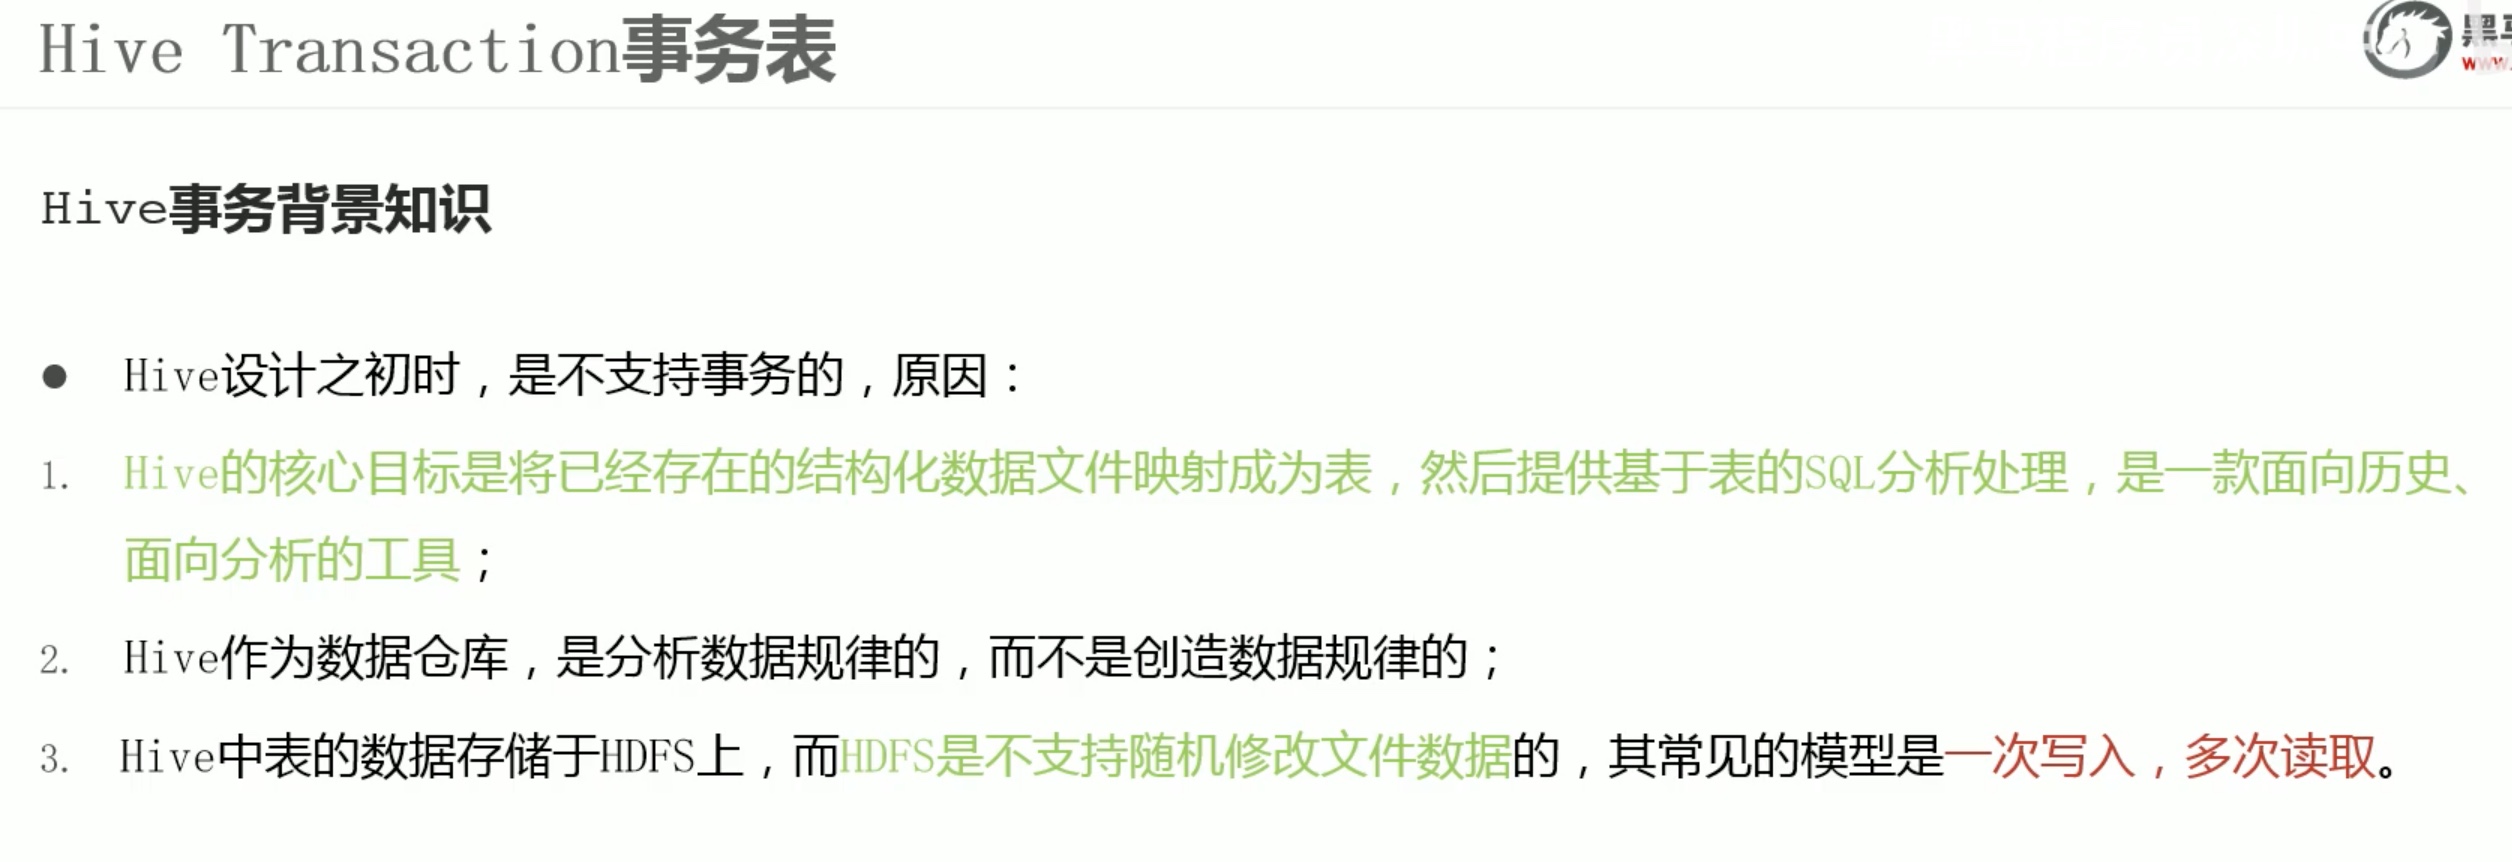 Hive Transaction事务表
Hive事务背景知识
● Hive设计之初时，是不支持事务的，原因：
1. Hive的核心目标是将已经存在的结构化数据文件映射成为表，然后提供基于表的SQL分析处理，是一款面向历史、
面向分析的工具；
2. Hive作为数据仓库，是分析数据规律的，而不是创造数据规律的；
3. Hive中表的数据存储于HDFS上，而HDFS是不支持随机修改文件数据的，其常见的模型是一次写入，多次读取。